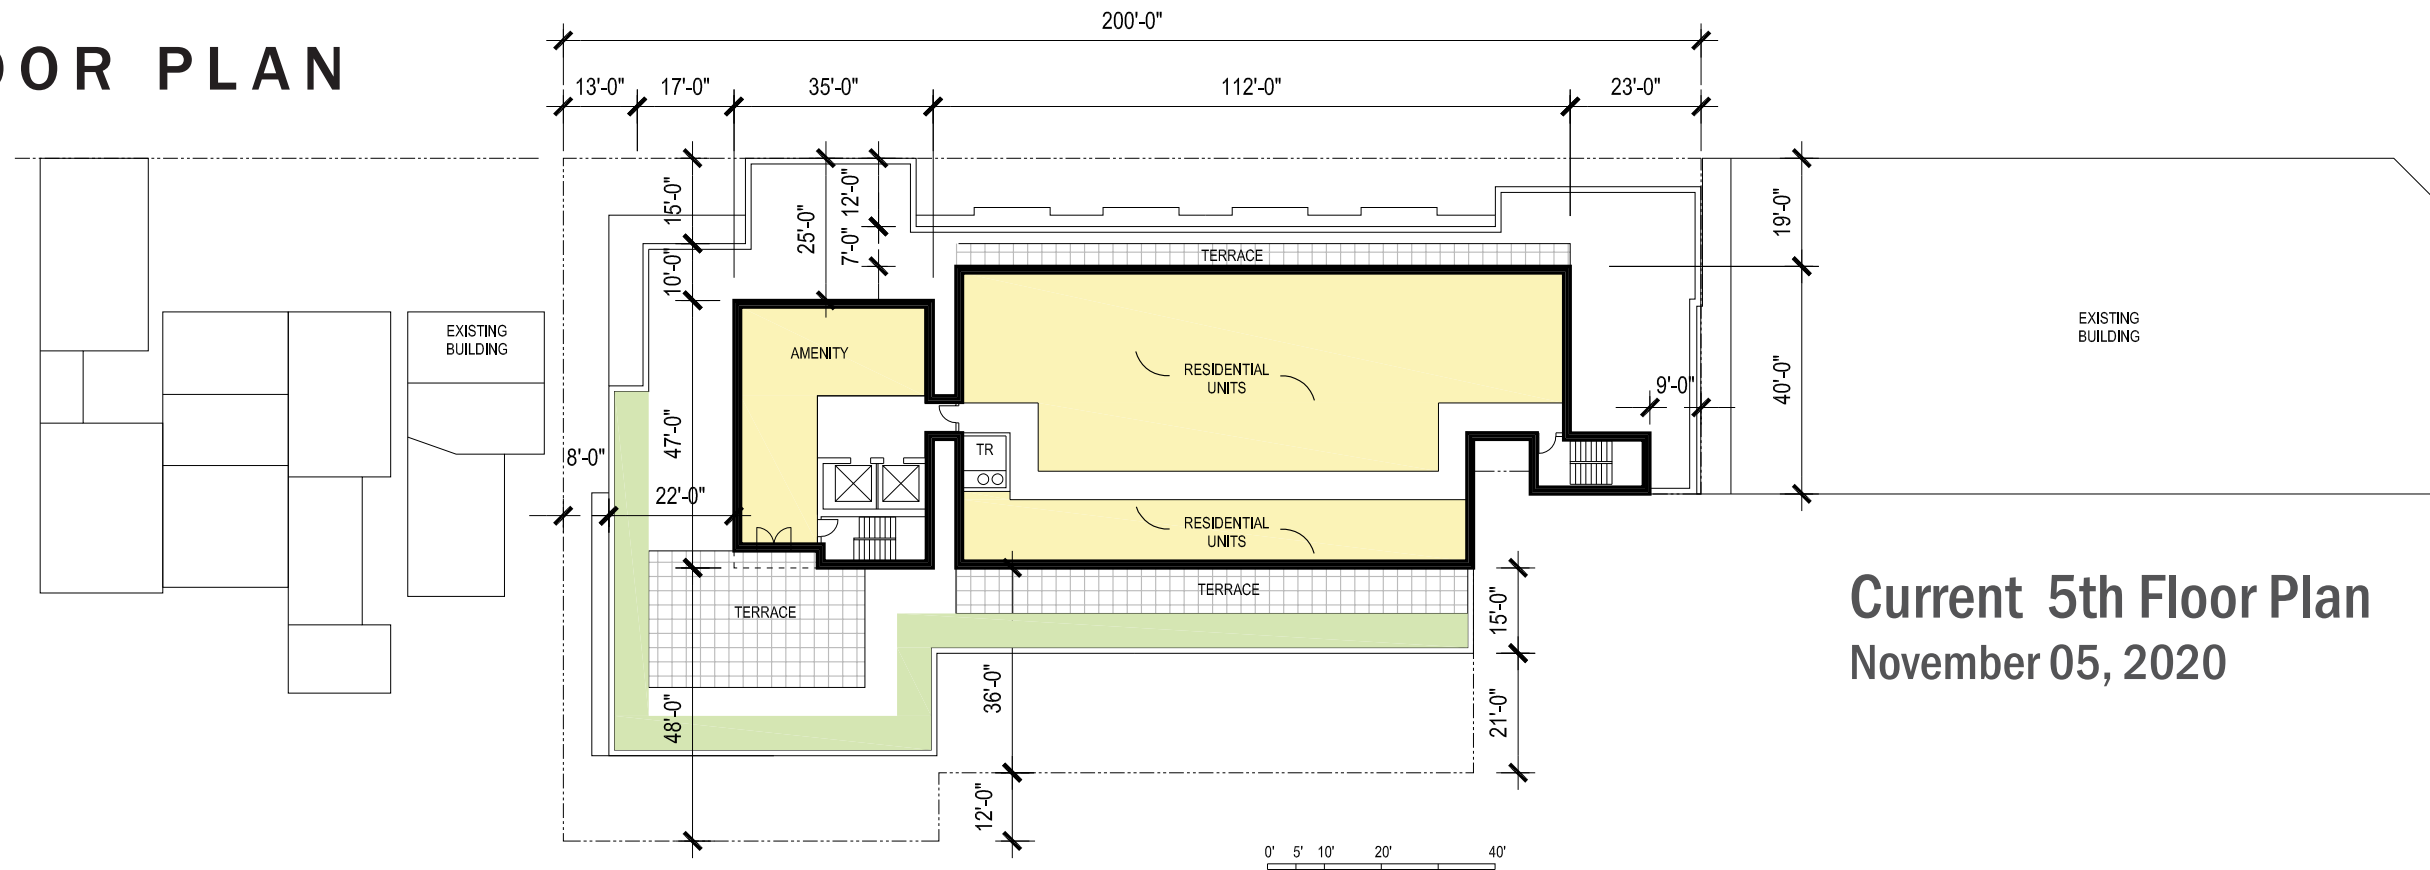 200'-0"
OOR PLAN
13'-0"
17'-0"
35'-0"
112'-0"
23'-0"
15'-0"
12'-0"
25'-0"
7'-0"
19'-0"
10'-0"
TERRACE
EXISTING
BUILDING
AMENITY
EXISTING
BUILDING
RESIDENTIAL
UNITS
9'-0"
40'-0"
47'-0"
8'-0"
TR
22'-0"
RESIDENTIAL
UNITS
TERRACE
TERRACE
15'-0"
Current 5th Floor Plan
November 05, 2020
36'-0"
48'-0"
21'-0"
12'-0"
0' 5' 10' 20' 40'